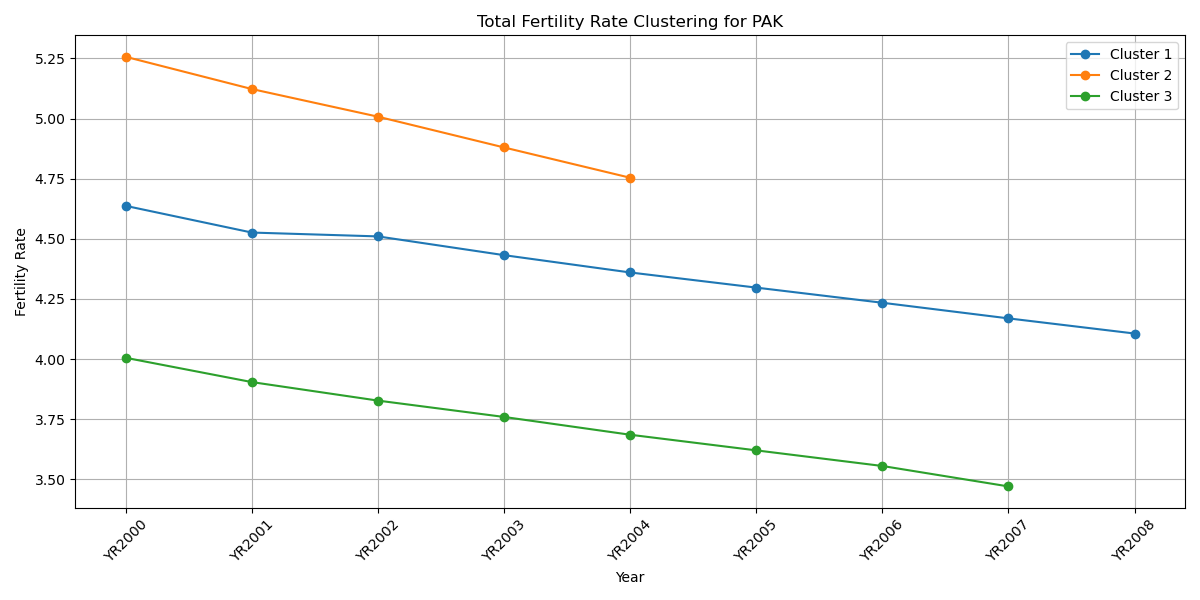 Total Fertility Rate Clustering for PAK
Cluster 1
Cluster 2
Cluster 3
Fertility Rate
5.25
5.00
4.75
4.50
4.25
4.00
3.75
3.50
YR2000
YR2001
YR2002
YR2003
YR2004
YR2005
YR2006
YR2007
YR2008
Year